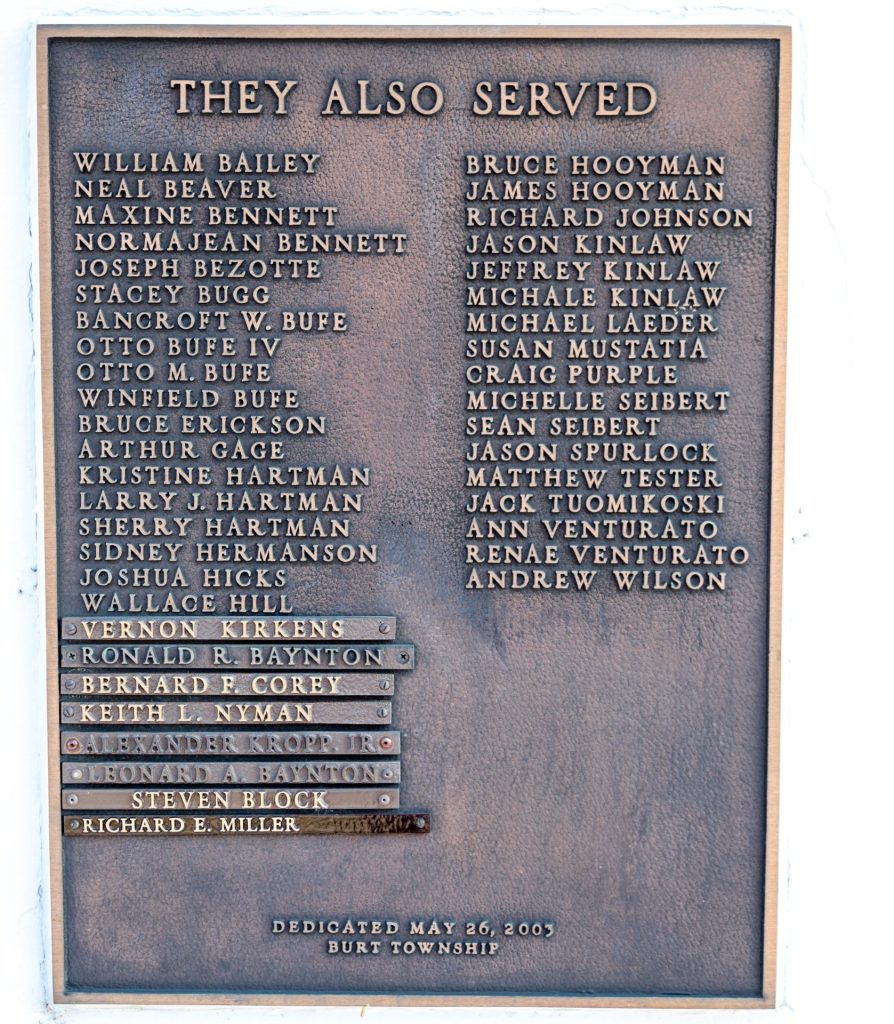 THEY ALSO SERVED
WILLIAM BAILEY
NEAL BEAVER
MAXINE BENNETT
NORMAJEAN BENNETT
JOSEPH BEZOTTE
STACEY BUGG
BANCROFT W. BUFE
OTTO BUFE IV
OTTO M. BUFE
WINFIELD BUFE
BRUCE ERICKSON
ARTHUR GAGE
KRISTINE HARTMAN
LARRY J. HARTMAN
SHERRY HARTMAN
SIDNEY HERMANSON
JOSHUA HICKS
WALLACE HILL
VERNON KIRKENS
RONALD R. BAYNTON
BERNARD F. COREY
KEITH L. NYMAN
ALEXANDER KROPP, JR.
LEONARD A. BAYNTON
STEVEN BLOCK
RICHARD E. MILLER
BRUCE HOOYMAN
JAMES HOOYMAN
RICHARD JOHNSON
JASON KINLAW
JEFFREY KINLAW
MICHALE KINLAW
MICHAEL LAEDER
SUSAN MUSTATIA
CRAIG PURPLE
MICHELLE SEIBERT
SEAN SEIBERT
JASON SPURLOCK
MATTHEW TESTER
JACK TUOMIKOSKI
ANN VENTURATO
RENAE VENTURATO
ANDREW WILSON
DEDICATED MAY 26, 2003
BURT TOWNSHIP